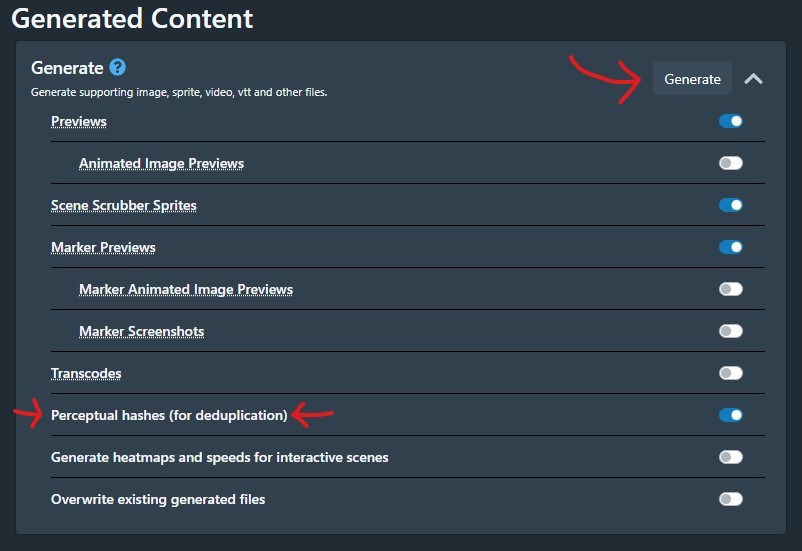 Generated Content
Generate ?
Generate
Generate supporting image, sprite, video, vtt and other files.
Previews
Animated Image Previews
Scene Scrubber Sprites
Marker Previews
Marker Animated Image Previews
Marker Screenshots
Transcodes
Perceptual hashes (for deduplication)
Generate heatmaps and speeds for interactive scenes
Overwrite existing generated files